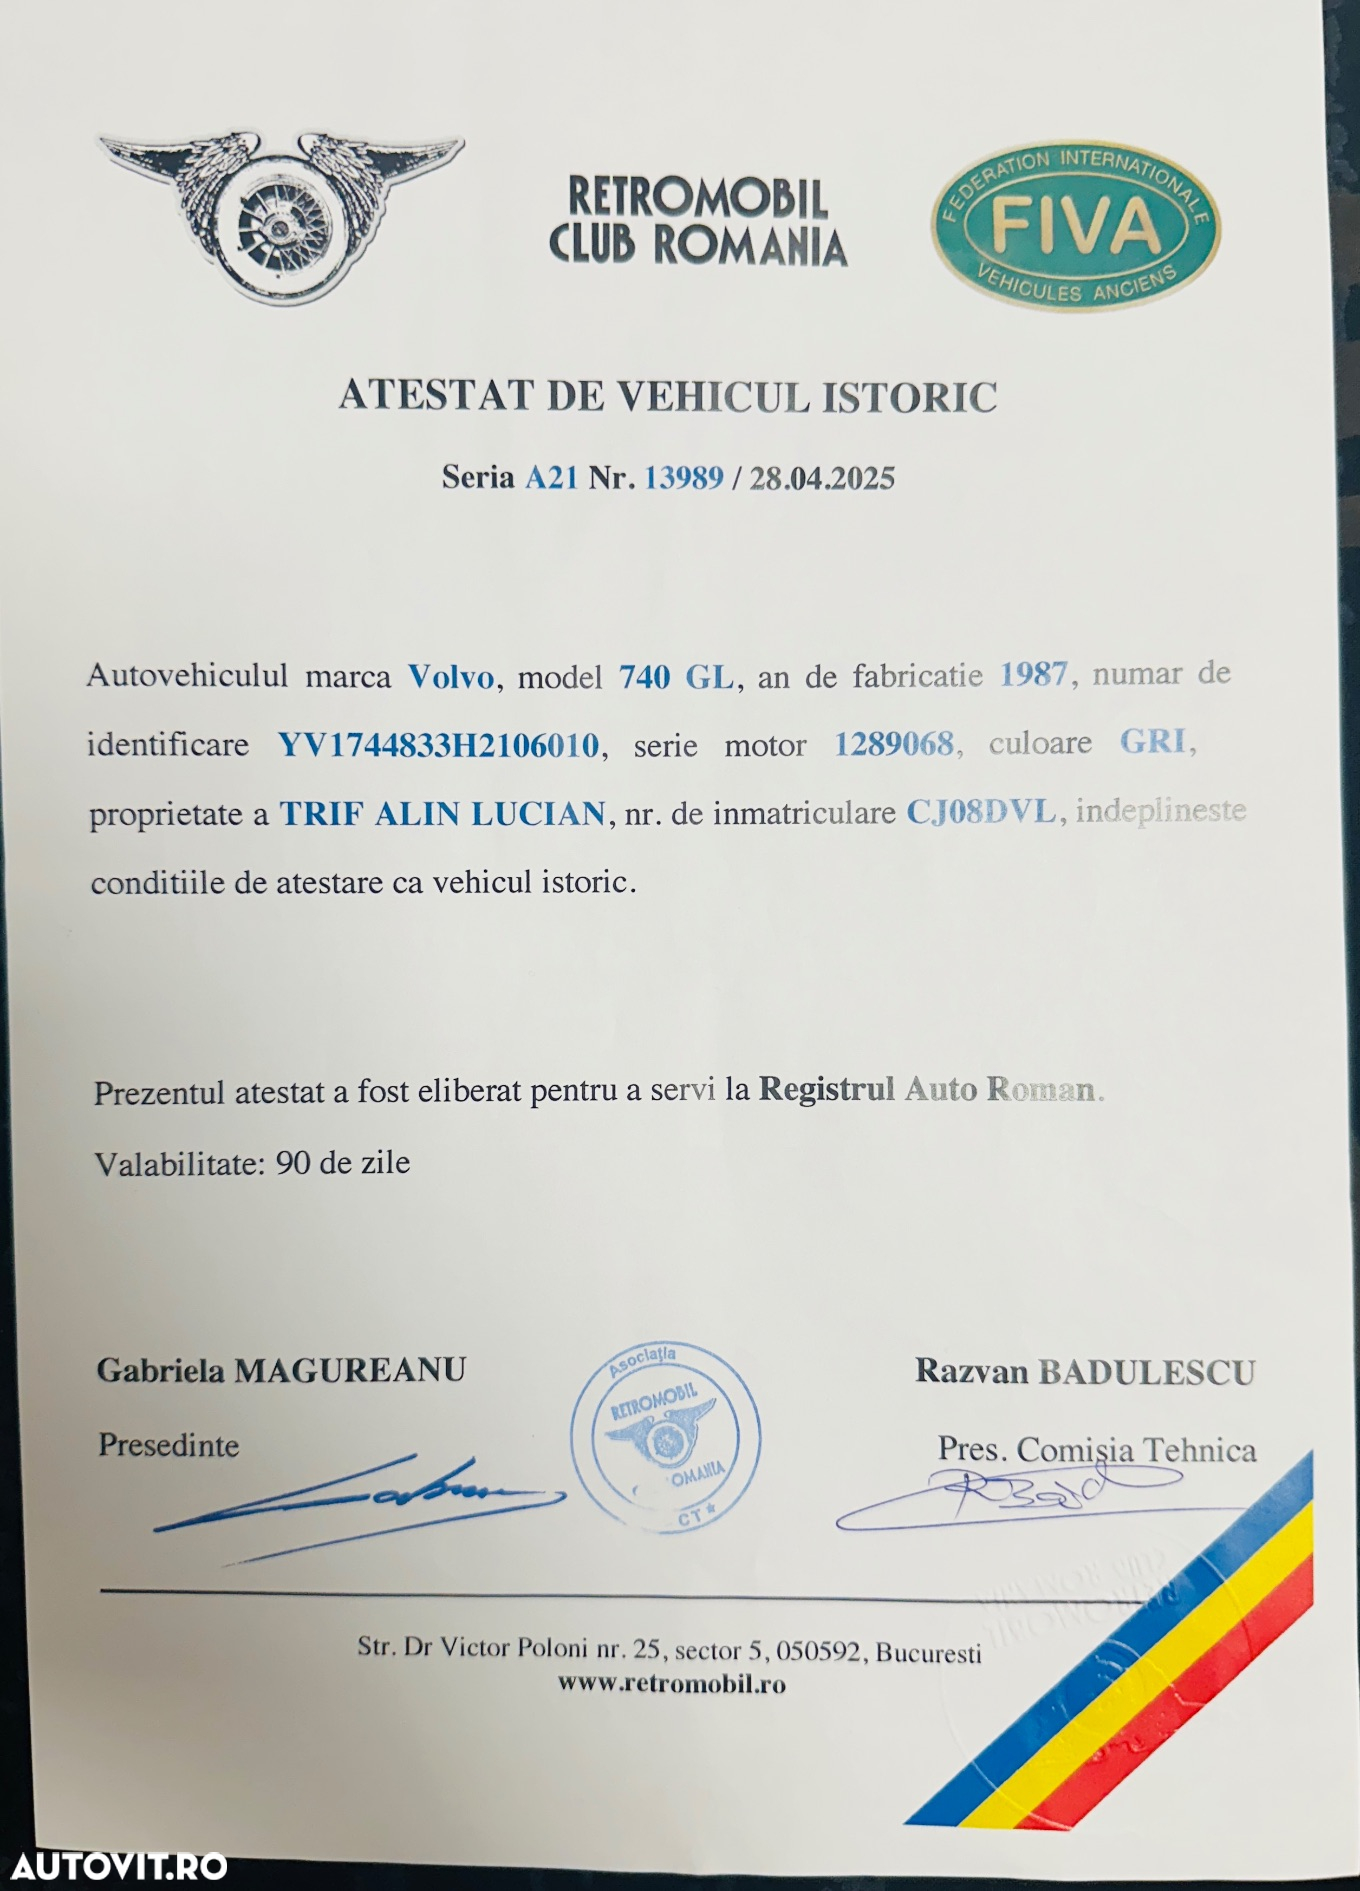 RETROMOBIL
CLUB ROMANIA
FEDERATION INTERNATIONALE
FIVA
VEHICULES ANCIENS
ATESTAT DE VEHICUL ISTORIC
Seria A21 Nr. 13989 / 28.04.2025
Autovehiculul marca Volvo, model 740 GL, an de fabricatie 1987, numar de
identificare YV1744833H2106010, serie motor 1289068, culoare GRI,
proprietate a TRIF ALIN LUCIAN, nr. de inmatriculare CJ08DVL, indeplineste
conditiile de atestare ca vehicul istoric.
Prezentul atestat a fost eliberat pentru a servi la Registrul Auto Roman.
Valabilitate: 90 de zile
Gabriela MAGUREANU
Presedinte
Asociația
RETROMOBIL
OMANIA
CT★
Razvan BADULESCU
Pres. Comisia Tehnica
Str. Dr Victor Poloni nr. 25, sector 5, 050592, Bucuresti
www.retromobil.ro
AUTOVIT.RO